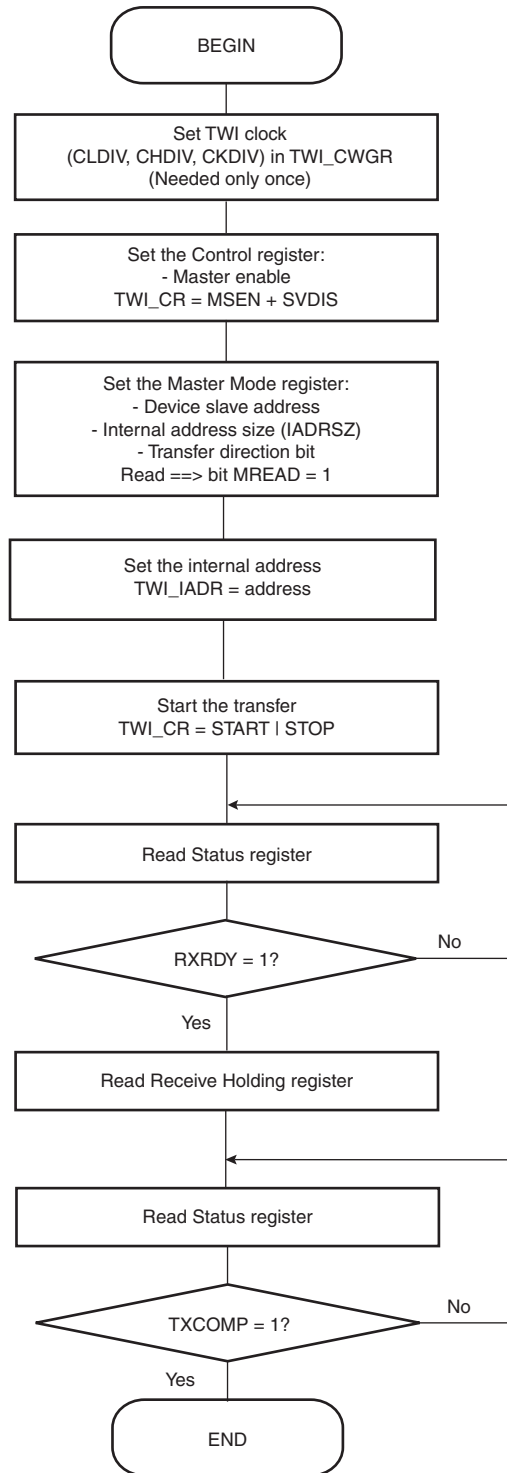 BEGIN
Set TWI clock
(CLDIV, CHDIV, CKDIV) in TWI_CWGR
(Needed only once)
Set the Control register:
- Master enable
TWI_CR = MSEN + SVDIS
Set the Master Mode register:
- Device slave address
- Internal address size (IADRSZ)
- Transfer direction bit
Read ==> bit MREAD = 1
Set the internal address
TWI_IADR = address
Start the transfer
TWI_CR = START | STOP
Read Status register
RXRDY = 1?
No
Yes
Read Receive Holding register
Read Status register
TXCOMP = 1?
No
Yes
END